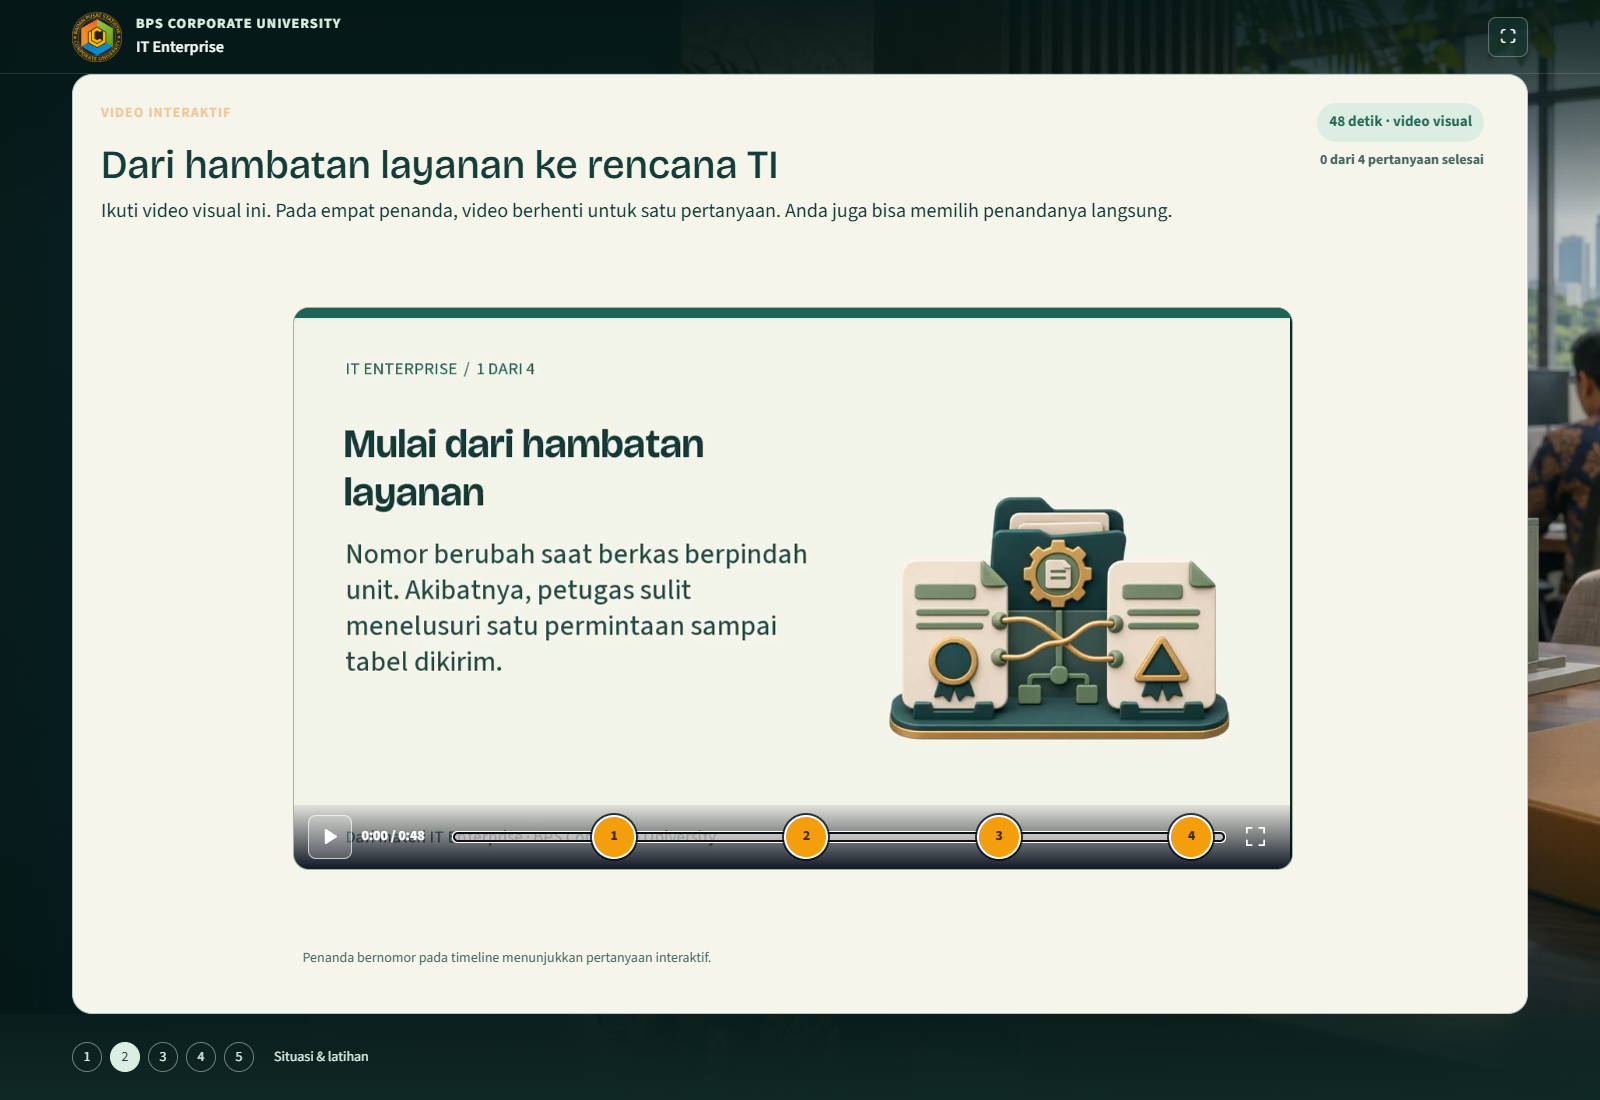 BPS CORPORATE UNIVERSITY
IT Enterprise
VIDEO INTERAKTIF
48 detik · video visual
0 dari 4 pertanyaan selesai
Dari hambatan layanan ke rencana TI
Ikuti video visual ini. Pada empat penanda, video berhenti untuk satu pertanyaan. Anda juga bisa memilih penandanya langsung.
IT ENTERPRISE / 1 DARI 4
Mulai dari hambatan
layanan
Nomor berubah saat berkas berpindah
unit. Akibatnya, petugas sulit
menelusuri satu permintaan sampai
tabel dikirim.
0:00 / 0:48
1 2 3 4
Penanda bernomor pada timeline menunjukkan pertanyaan interaktif.
1 2 3 4 5 Situasi & latihan